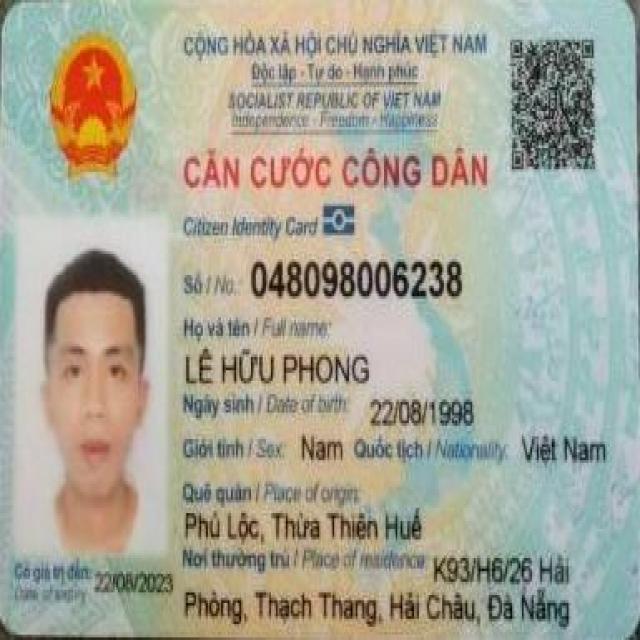 CỘNG HÒA XÃ HỘI CHỦ NGHĨA VIỆT NAM
Độc lập - Tự do - Hạnh phúc
SOCIALIST REPUBLIC OF VIET NAM
Independence - Freedom - Happiness
CĂN CƯỚC CÔNG DÂN
Citizen Identity Card
Số / No.: 048098006238
Họ và tên / Full name:
LÊ HỮU PHONG
Ngày sinh / Date of birth: 22/08/1998
Giới tính / Sex: Nam Quốc tịch / Nationality: Việt Nam
Quê quán / Place of origin:
Phú Lộc, Thừa Thiên Huế
Nơi thường trú / Place of residence: K93/H6/26 Hải
Phòng, Thạch Thang, Hải Châu, Đà Nẵng
Có giá trị đến: 22/08/2023
Date of expiry